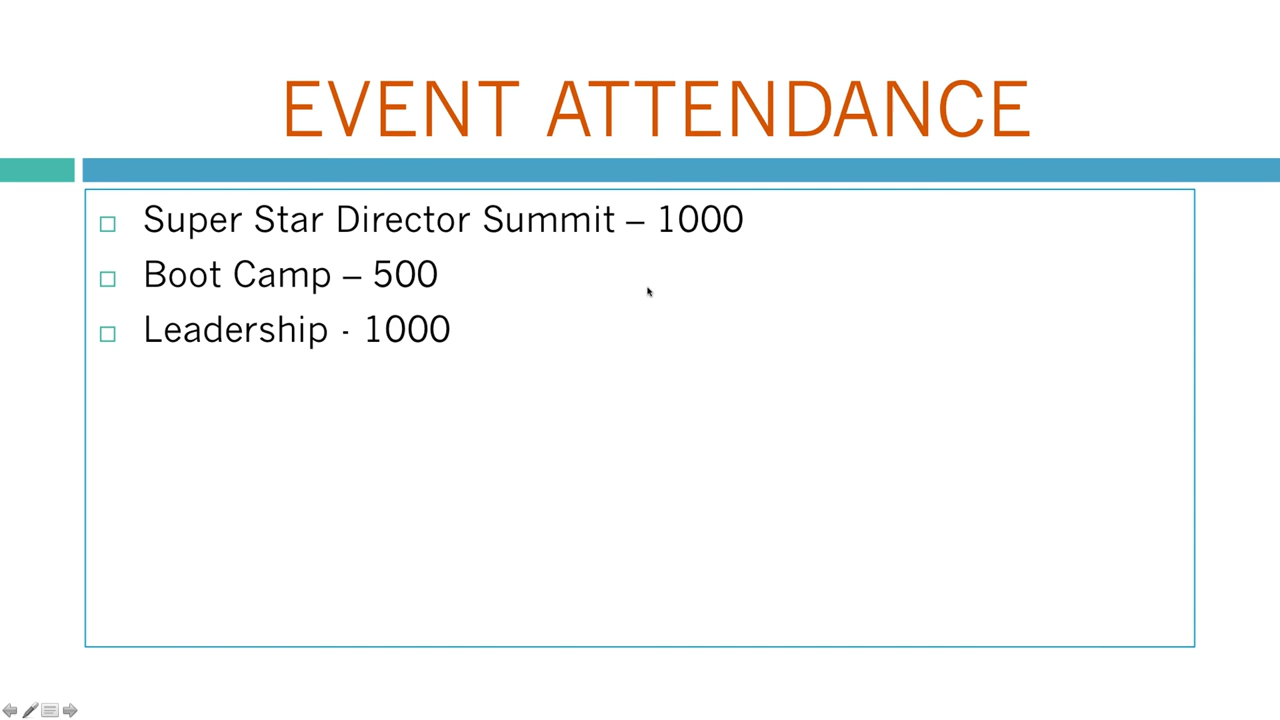 EVENT ATTENDANCE
Super Star Director Summit – 1000
Boot Camp – 500
Leadership - 1000